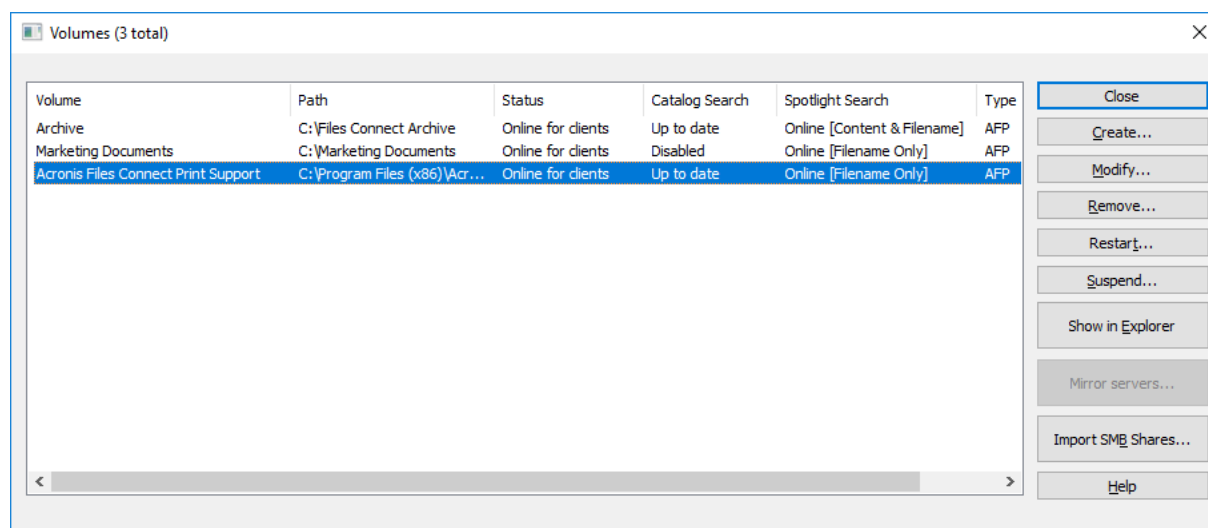 Volumes (3 total)
Volume Path Status Catalog Search Spotlight Search Type
Archive C:\Files Connect Archive Online for clients Up to date Online [Content & Filename] AFP
Marketing Documents C:\Marketing Documents Online for clients Disabled Online [Filename Only] AFP
Acronis Files Connect Print Support C:\Program Files (x86)\Acr... Online for clients Up to date Online [Filename Only] AFP
Close
Create...
Modify...
Remove...
Restart...
Suspend...
Show in Explorer
Mirror servers...
Import SMB Shares...
Help